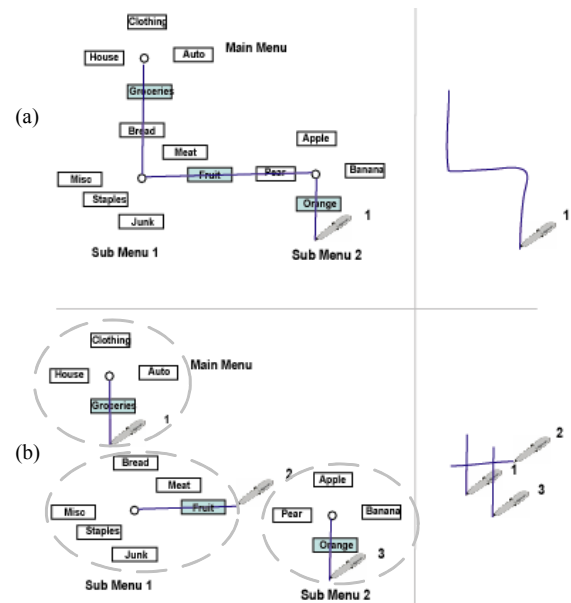 Clothing
House
Auto
Main Menu
Groceries
(a)
Bread
Meat
Apple
Misc
Fruit
Pear
Banana
Staples
Orange
Junk
1
1
Sub Menu 1
Sub Menu 2
Clothing
House
Auto
Main Menu
Groceries
1
2
(b)
Bread
Meat
2
1
Apple
3
Misc
Fruit
Pear
Banana
Staples
Orange
Junk
3
Sub Menu 1
Sub Menu 2